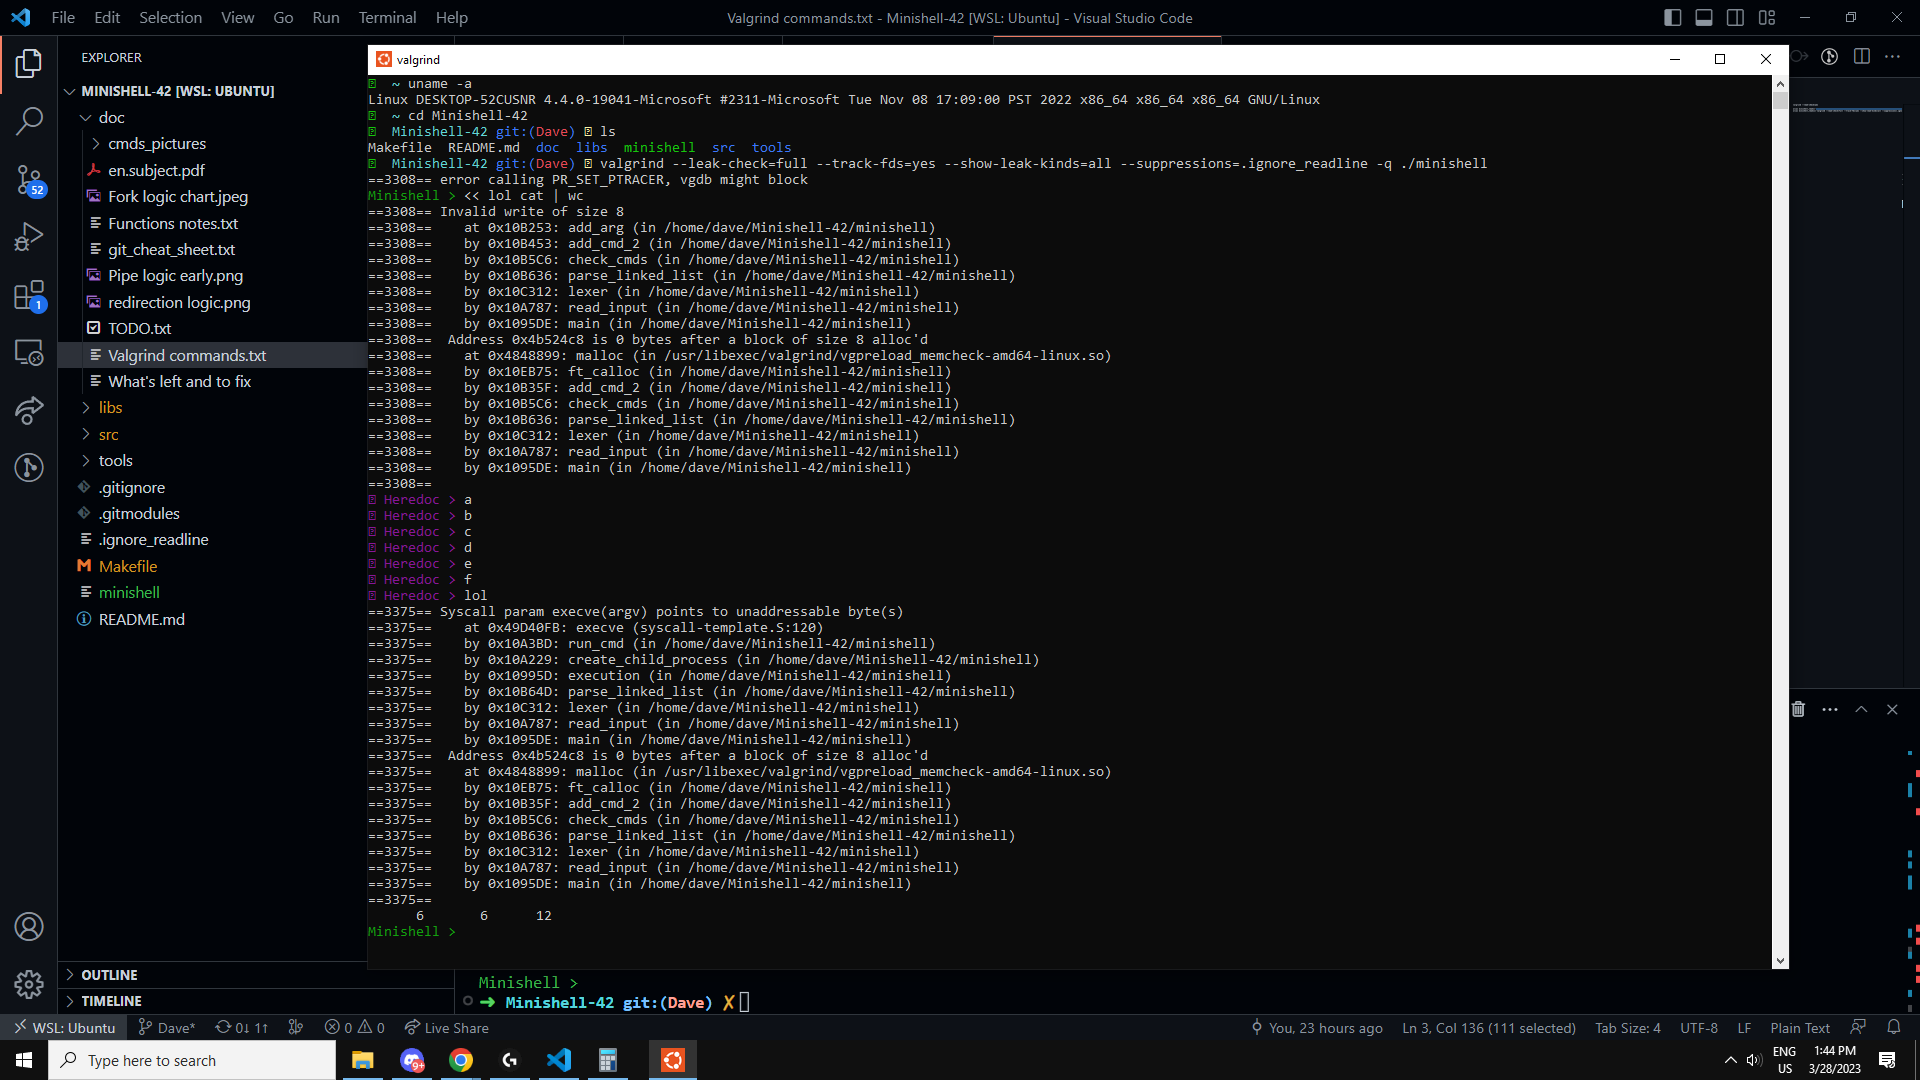 File Edit Selection View Go Run Terminal Help
Valgrind commands.txt - Minishell-42 [WSL: Ubuntu] - Visual Studio Code
EXPLORER
MINISHELL-42 [WSL: UBUNTU]
doc
cmds_pictures
en.subject.pdf
Fork logic chart.jpeg
Functions notes.txt
git_cheat_sheet.txt
Pipe logic early.png
redirection logic.png
TODO.txt
Valgrind commands.txt
What's left and to fix
libs
src
tools
.gitignore
.gitmodules
.ignore_readline
Makefile
minishell
README.md
52
1
OUTLINE
TIMELINE
valgrind
~ uname -a
Linux DESKTOP-52CUSNR 4.4.0-19041-Microsoft #2311-Microsoft Tue Nov 08 17:09:00 PST 2022 x86_64 x86_64 x86_64 GNU/Linux
~ cd Minishell-42
Minishell-42 git:(Dave) ls
Makefile README.md doc libs minishell src tools
Minishell-42 git:(Dave) valgrind --leak-check=full --track-fds=yes --show-leak-kinds=all --suppressions=.ignore_readline -q ./minishell
==3308== error calling PR_SET_PTRACER, vgdb might block
Minishell > << lol cat | wc
==3308== Invalid write of size 8
==3308==    at 0x10B253: add_arg (in /home/dave/Minishell-42/minishell)
==3308==    by 0x10B453: add_cmd_2 (in /home/dave/Minishell-42/minishell)
==3308==    by 0x10B5C6: check_cmds (in /home/dave/Minishell-42/minishell)
==3308==    by 0x10B636: parse_linked_list (in /home/dave/Minishell-42/minishell)
==3308==    by 0x10C312: lexer (in /home/dave/Minishell-42/minishell)
==3308==    by 0x10A787: read_input (in /home/dave/Minishell-42/minishell)
==3308==    by 0x1095DE: main (in /home/dave/Minishell-42/minishell)
==3308==  Address 0x4b524c8 is 0 bytes after a block of size 8 alloc'd
==3308==    at 0x4848899: malloc (in /usr/libexec/valgrind/vgpreload_memcheck-amd64-linux.so)
==3308==    by 0x10EB75: ft_calloc (in /home/dave/Minishell-42/minishell)
==3308==    by 0x10B35F: add_cmd_2 (in /home/dave/Minishell-42/minishell)
==3308==    by 0x10B5C6: check_cmds (in /home/dave/Minishell-42/minishell)
==3308==    by 0x10B636: parse_linked_list (in /home/dave/Minishell-42/minishell)
==3308==    by 0x10C312: lexer (in /home/dave/Minishell-42/minishell)
==3308==    by 0x10A787: read_input (in /home/dave/Minishell-42/minishell)
==3308==    by 0x1095DE: main (in /home/dave/Minishell-42/minishell)
==3308==
Heredoc > a
Heredoc > b
Heredoc > c
Heredoc > d
Heredoc > e
Heredoc > f
Heredoc > lol
==3375== Syscall param execve(argv) points to unaddressable byte(s)
==3375==    at 0x49D40FB: execve (syscall-template.S:120)
==3375==    by 0x10A3BD: run_cmd (in /home/dave/Minishell-42/minishell)
==3375==    by 0x10A229: create_child_process (in /home/dave/Minishell-42/minishell)
==3375==    by 0x10995D: execution (in /home/dave/Minishell-42/minishell)
==3375==    by 0x10B64D: parse_linked_list (in /home/dave/Minishell-42/minishell)
==3375==    by 0x10C312: lexer (in /home/dave/Minishell-42/minishell)
==3375==    by 0x10A787: read_input (in /home/dave/Minishell-42/minishell)
==3375==    by 0x1095DE: main (in /home/dave/Minishell-42/minishell)
==3375==  Address 0x4b524c8 is 0 bytes after a block of size 8 alloc'd
==3375==    at 0x4848899: malloc (in /usr/libexec/valgrind/vgpreload_memcheck-amd64-linux.so)
==3375==    by 0x10EB75: ft_calloc (in /home/dave/Minishell-42/minishell)
==3375==    by 0x10B35F: add_cmd_2 (in /home/dave/Minishell-42/minishell)
==3375==    by 0x10B5C6: check_cmds (in /home/dave/Minishell-42/minishell)
==3375==    by 0x10B636: parse_linked_list (in /home/dave/Minishell-42/minishell)
==3375==    by 0x10C312: lexer (in /home/dave/Minishell-42/minishell)
==3375==    by 0x10A787: read_input (in /home/dave/Minishell-42/minishell)
==3375==    by 0x1095DE: main (in /home/dave/Minishell-42/minishell)
==3375==
6 6 12
Minishell >
Minishell >
➜ Minishell-42 git:(Dave) ✗
WSL: Ubuntu Dave* 0↓ 1↑ 0 0 Live Share
You, 23 hours ago Ln 3, Col 136 (111 selected) Tab Size: 4 UTF-8 LF Plain Text
Type here to search
9+
ENG
US
1:44 PM
3/28/2023